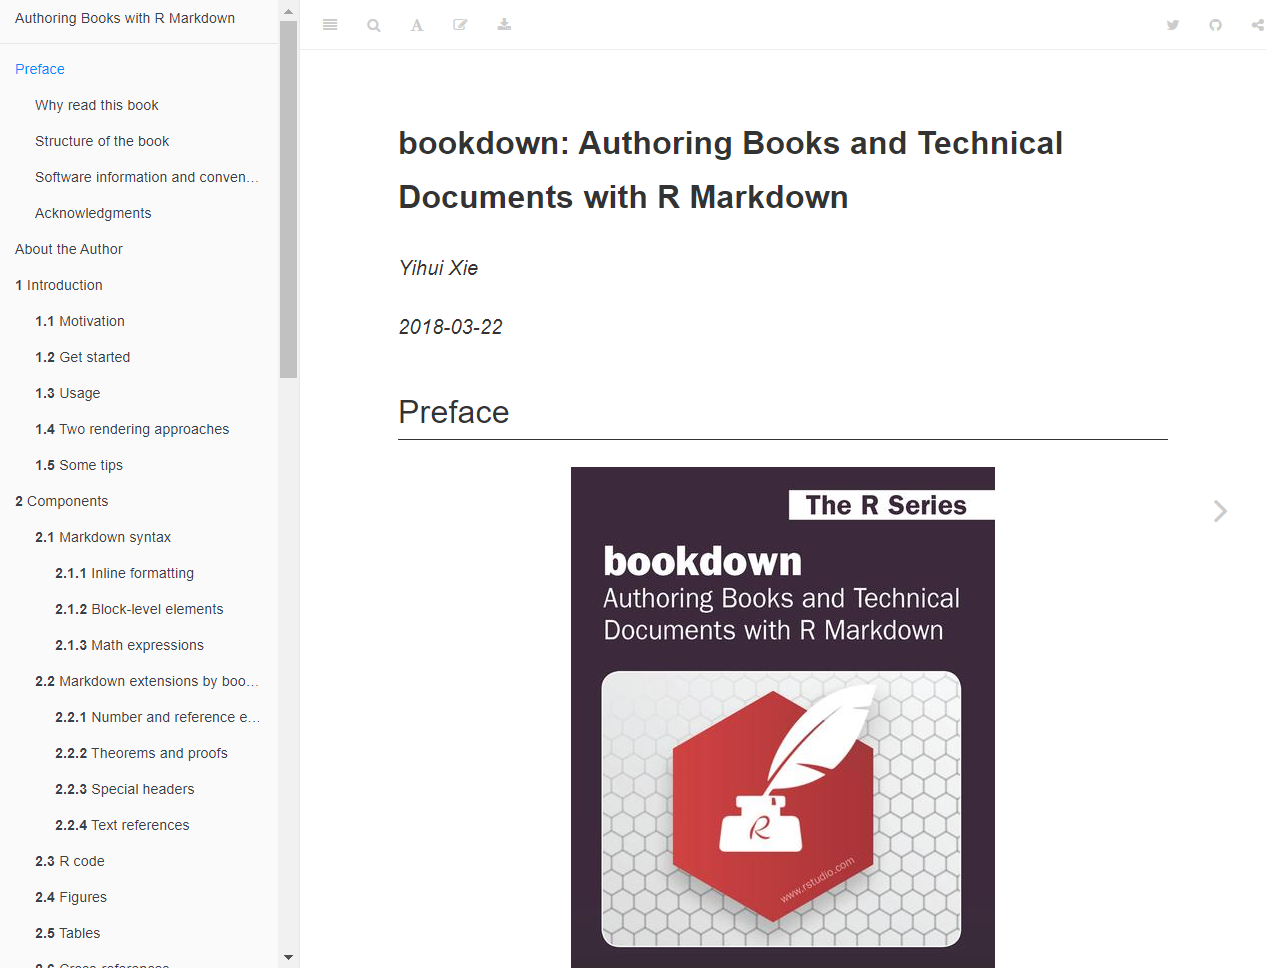 Authoring Books with R Markdown
Preface
Why read this book
Structure of the book
Software information and conven…
Acknowledgments
About the Author
1 Introduction
1.1 Motivation
1.2 Get started
1.3 Usage
1.4 Two rendering approaches
1.5 Some tips
2 Components
2.1 Markdown syntax
2.1.1 Inline formatting
2.1.2 Block-level elements
2.1.3 Math expressions
2.2 Markdown extensions by boo…
2.2.1 Number and reference e…
2.2.2 Theorems and proofs
2.2.3 Special headers
2.2.4 Text references
2.3 R code
2.4 Figures
2.5 Tables
2.6 Cross-references
A
bookdown: Authoring Books and Technical
Documents with R Markdown
Yihui Xie
2018-03-22
Preface
The R Series
bookdown
Authoring Books and Technical
Documents with R Markdown
R
www.rstudio.com